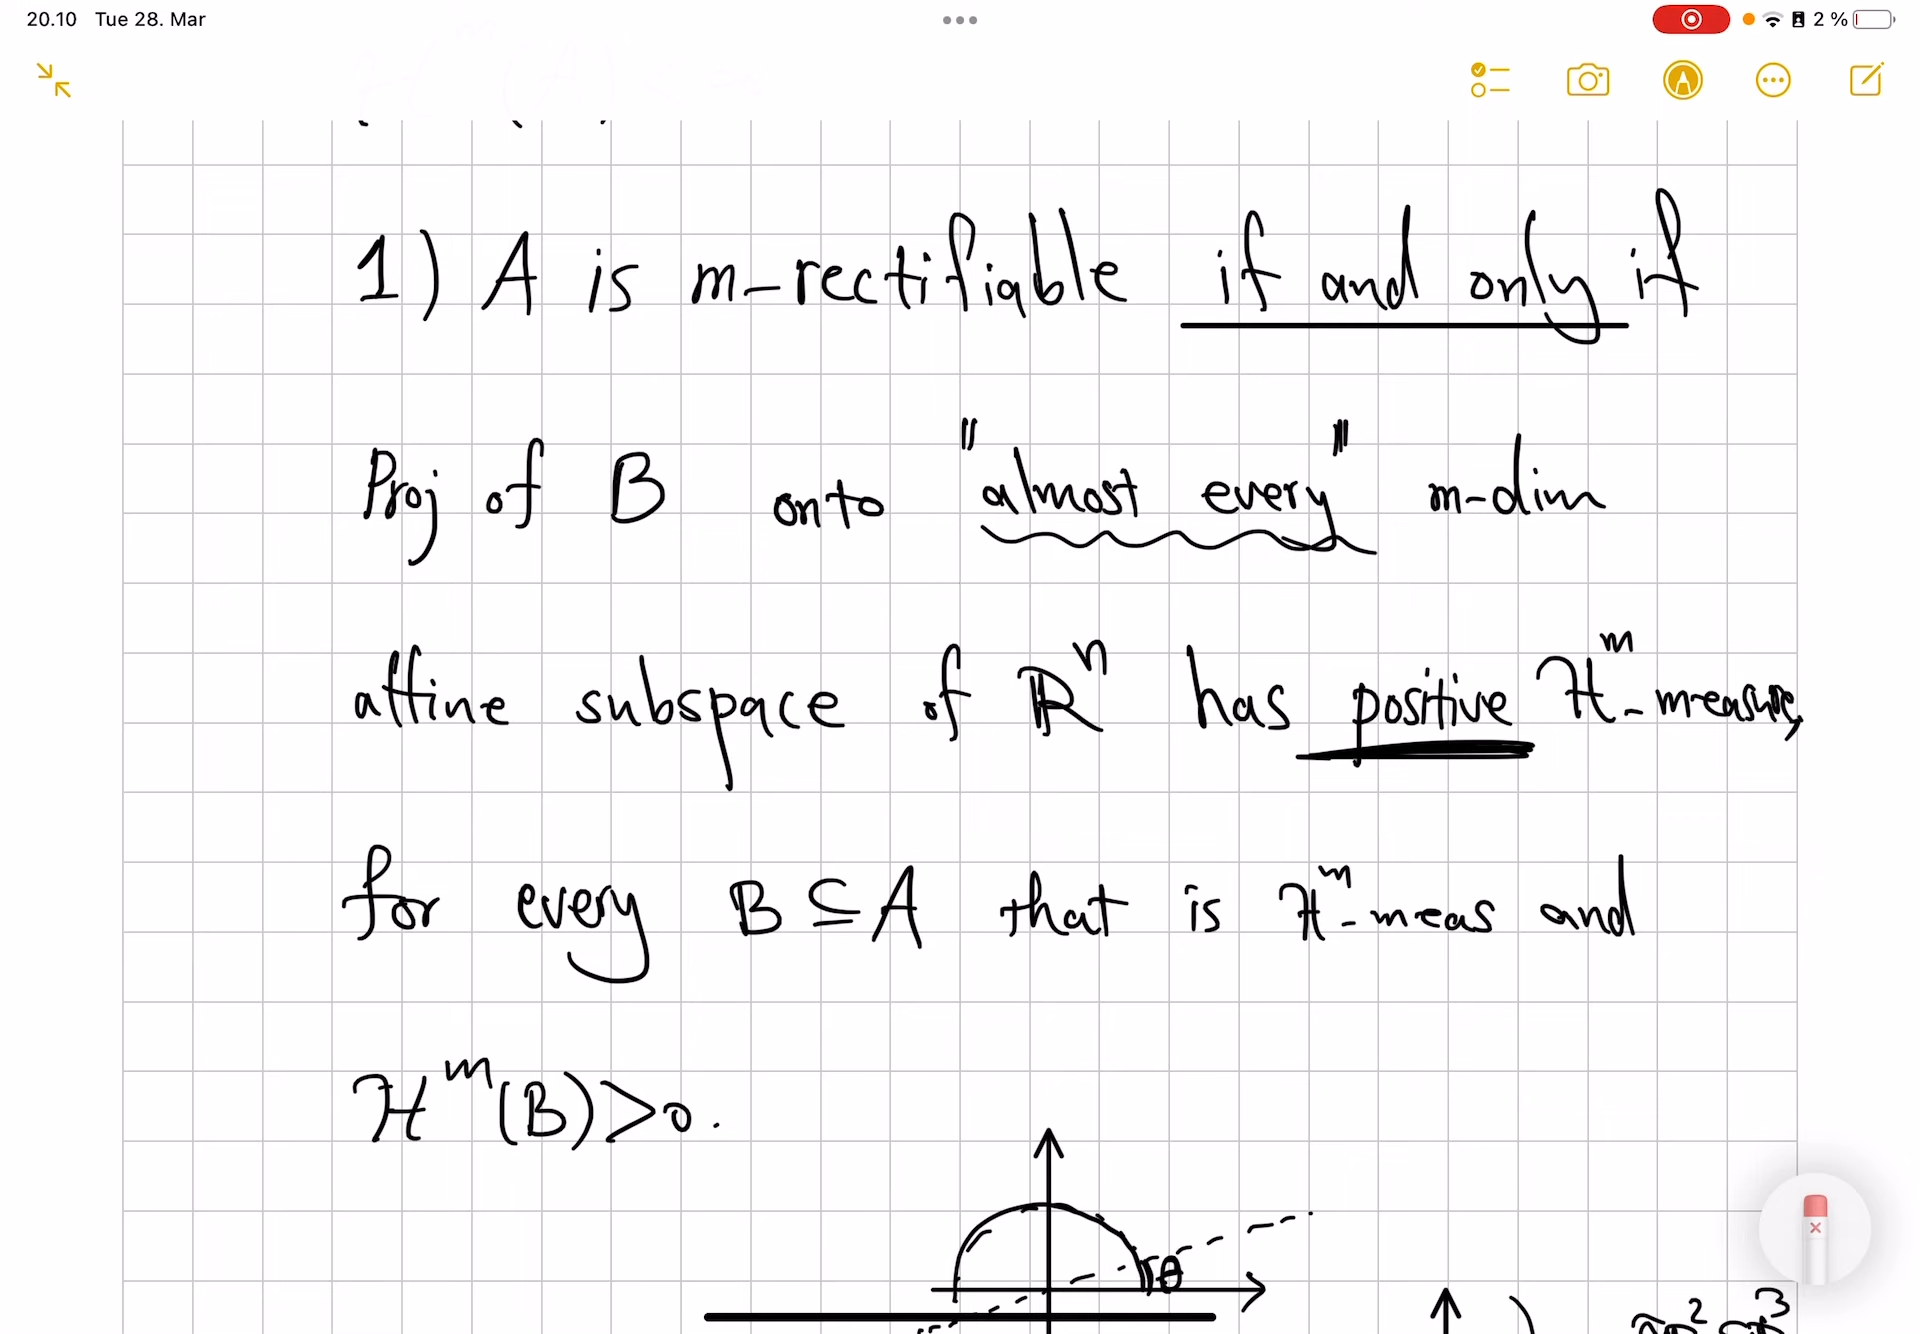 20.10 Tue 28. Mar
2 %
1) A is m-rectifiable if and only if
Proj of B onto "almost every" m-dim
affine subspace of ℝⁿ has positive ℋᵐ-measure,
for every B ⊆ A that is ℋᵐ-meas and
ℋᵐ(B)>0.
θ